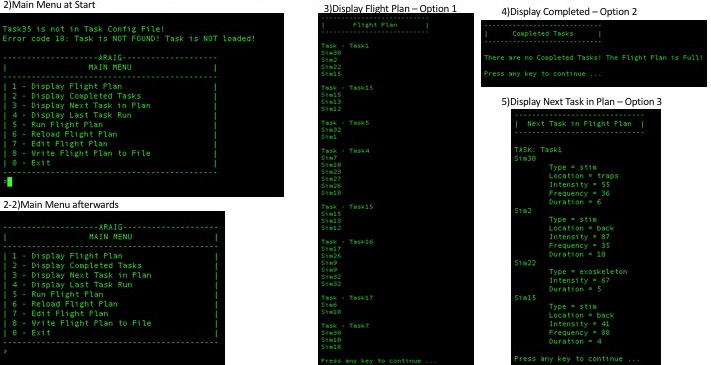 2)Main Menu at Start
Task35 is not in Task Config File!
Error code 18: Task is NOT FOUND! Task is NOT loaded!
----------------------ARAIG----------------------
| MAIN MENU |
-------------------------------------------------
| 1 - Display Flight Plan |
| 2 - Display Completed Tasks |
| 3 - Display Next Task in Plan |
| 4 - Display Last Task Run |
| 5 - Run Flight Plan |
| 6 - Reload Flight Plan |
| 7 - Edit Flight Plan |
| 8 - Write Flight Plan to File |
| 0 - Exit |
-------------------------------------------------
>
2-2)Main Menu afterwards
----------------------ARAIG----------------------
| MAIN MENU |
-------------------------------------------------
| 1 - Display Flight Plan |
| 2 - Display Completed Tasks |
| 3 - Display Next Task in Plan |
| 4 - Display Last Task Run |
| 5 - Run Flight Plan |
| 6 - Reload Flight Plan |
| 7 - Edit Flight Plan |
| 8 - Write Flight Plan to File |
| 0 - Exit |
-------------------------------------------------
>
3)Display Flight Plan – Option 1
----------------------------
| Flight Plan |
----------------------------
Task - Task1
Sim30
Sim2
Sim22
Sim15
Task - Task15
Sim15
Sim13
Sim12
Task - Task5
Sim32
Sim1
Task - Task4
Sim7
Sim10
Sim23
Sim27
Sim26
Sim18
Task - Task15
Sim15
Sim13
Sim12
Task - Task16
Sim17
Sim26
Sim9
Sim9
Sim32
Sim32
Task - Task17
Sim6
Sim10
Task - Task7
Sim30
Sim10
Sim18
Press any key to continue ...
4)Display Completed – Option 2
----------------------------
| Completed Tasks |
----------------------------
There are no Completed Tasks! The Flight Plan is Full!
Press any key to continue ...
5)Display Next Task in Plan – Option 3
------------------------------
| Next Task in Flight Plan |
------------------------------
TASK: Task1
Sim30
Type = stim
Location = traps
Intensity = 55
Frequency = 36
Duration = 6
Sim2
Type = stim
Location = back
Intensity = 87
Frequency = 35
Duration = 10
Sim22
Type = exoskeleton
Intensity = 67
Duration = 5
Sim15
Type = stim
Location = back
Intensity = 41
Frequency = 80
Duration = 4
Press any key to continue ...